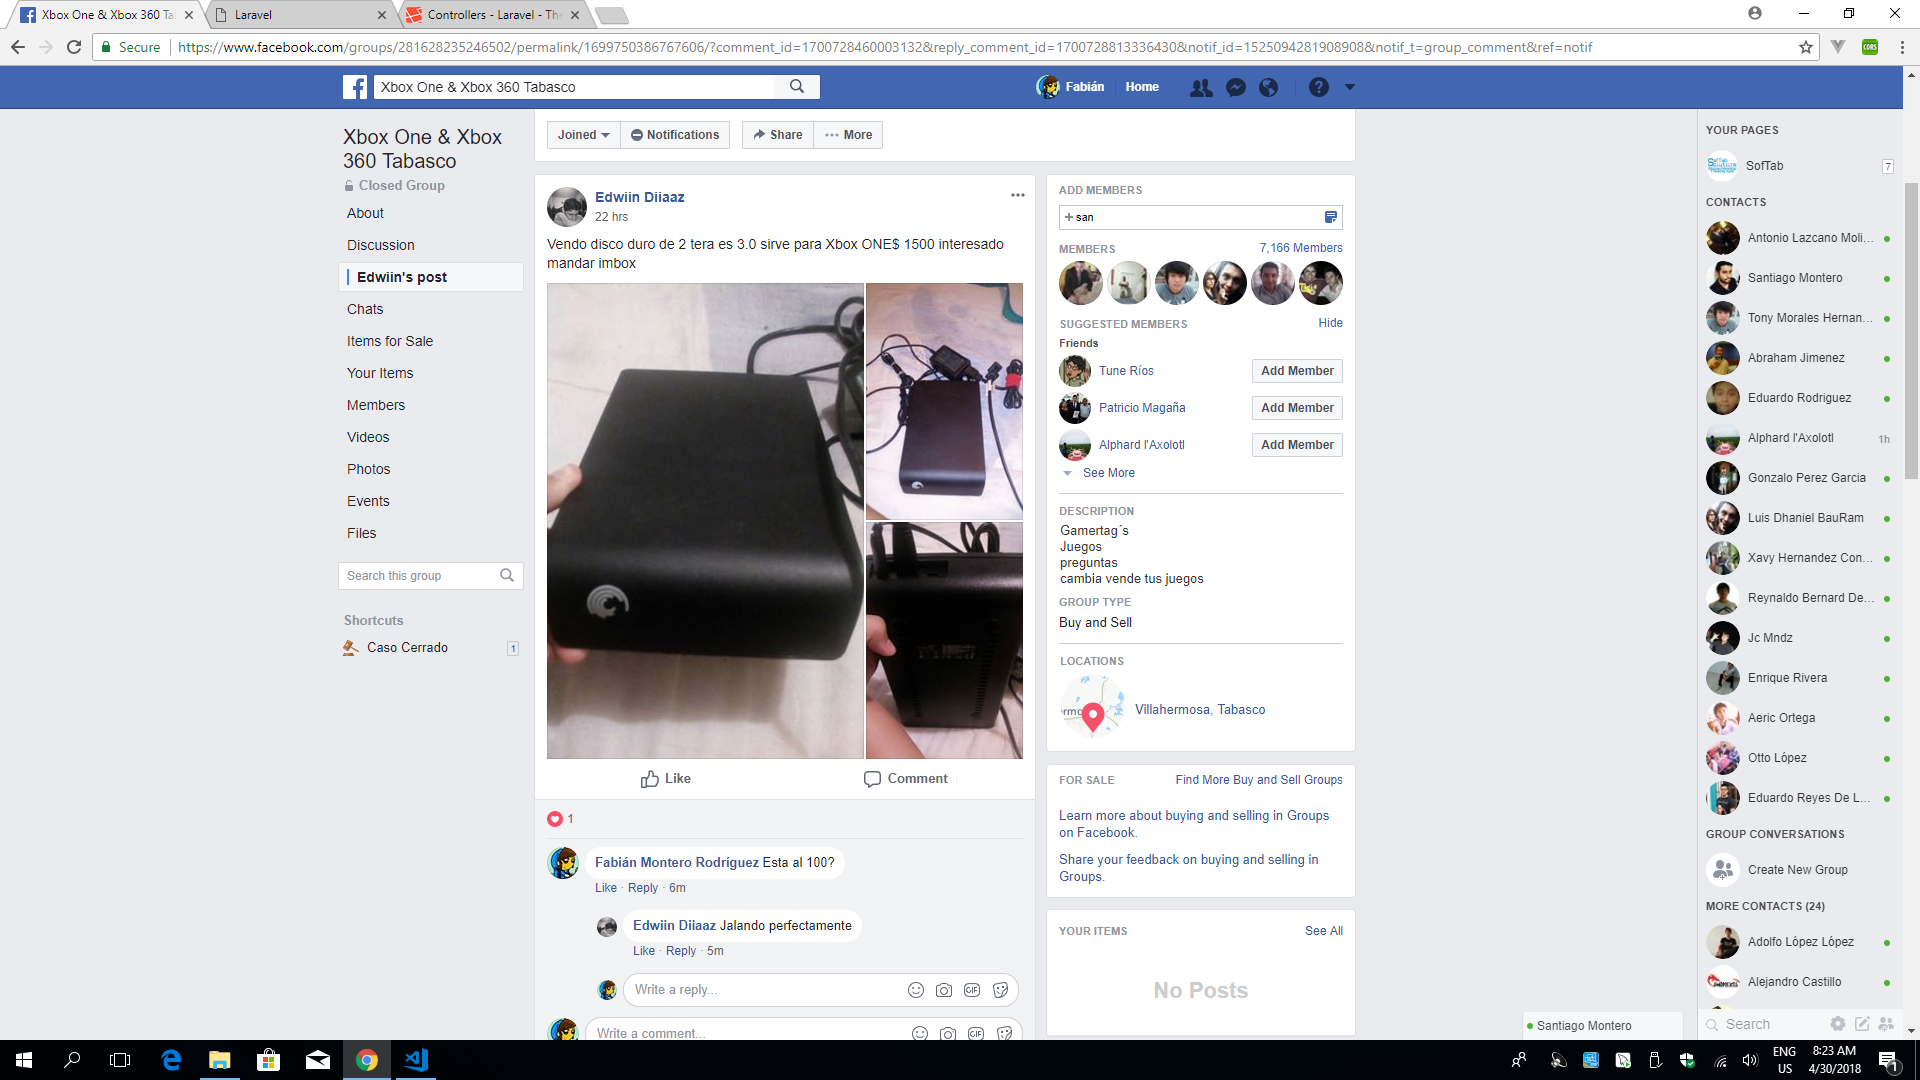 Xbox One & Xbox 360 Ta
Laravel
Controllers - Laravel - The
Secure
https://www.facebook.com/groups/281628235246502/permalink/1699750386767606/?comment_id=1700728460003132&reply_comment_id=1700728813336430&notif_id=1525094281908908&notif_t=group_comment&ref=notif
CORS
Xbox One & Xbox 360 Tabasco
Fabián
Home
Xbox One & Xbox
360 Tabasco
Closed Group
About
Discussion
Edwiin's post
Chats
Items for Sale
Your Items
Members
Videos
Photos
Events
Files
Search this group
Shortcuts
Caso Cerrado
1
Joined
Notifications
Share
More
Edwiin Diiaaz
22 hrs
Vendo disco duro de 2 tera es 3.0 sirve para Xbox ONE$ 1500 interesado
mandar imbox
Like
Comment
1
Fabián Montero Rodríguez Esta al 100?
Like · Reply · 6m
Edwiin Diiaaz Jalando perfectamente
Like · Reply · 5m
Write a reply...
GIF
Write a comment...
GIF
ADD MEMBERS
+ san
MEMBERS
7,166 Members
SUGGESTED MEMBERS
Hide
Friends
Tune Ríos
Add Member
Patricio Magaña
Add Member
Alphard l'Axolotl
Add Member
See More
DESCRIPTION
Gamertag´s
Juegos
preguntas
cambia vende tus juegos
GROUP TYPE
Buy and Sell
LOCATIONS
Villahermosa, Tabasco
FOR SALE
Find More Buy and Sell Groups
Learn more about buying and selling in Groups
on Facebook.
Share your feedback on buying and selling in
Groups.
YOUR ITEMS
See All
No Posts
YOUR PAGES
SofTab
7
CONTACTS
Antonio Lazcano Moli...
Santiago Montero
Tony Morales Hernan...
Abraham Jimenez
Eduardo Rodriguez
Alphard l'Axolotl
1h
Gonzalo Perez Garcia
Luis Dhaniel BauRam
Xavy Hernandez Con...
Reynaldo Bernard De...
Jc Mndz
Enrique Rivera
Aeric Ortega
Otto López
Eduardo Reyes De L...
GROUP CONVERSATIONS
Create New Group
MORE CONTACTS (24)
Adolfo López López
Alejandro Castillo
Search
Santiago Montero
ENG
US
8:23 AM
4/30/2018
1